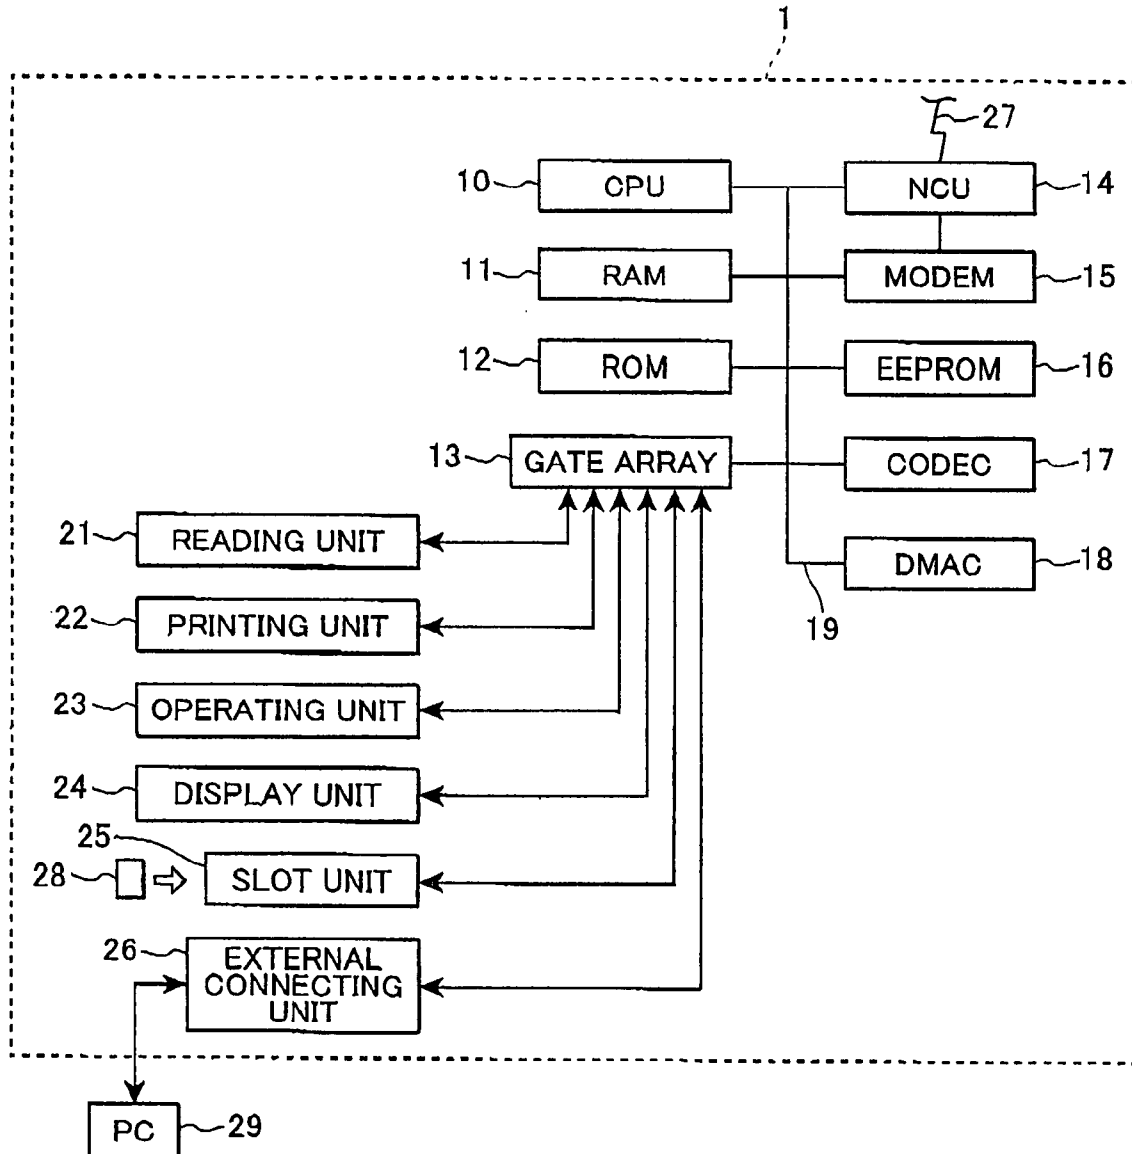 1
27
10 CPU NCU 14
11 RAM MODEM 15
12 ROM EEPROM 16
13 GATE ARRAY CODEC 17
21 READING UNIT DMAC 18
19
22 PRINTING UNIT
23 OPERATING UNIT
24 DISPLAY UNIT
25
28 SLOT UNIT
26 EXTERNAL
CONNECTING
UNIT
PC 29